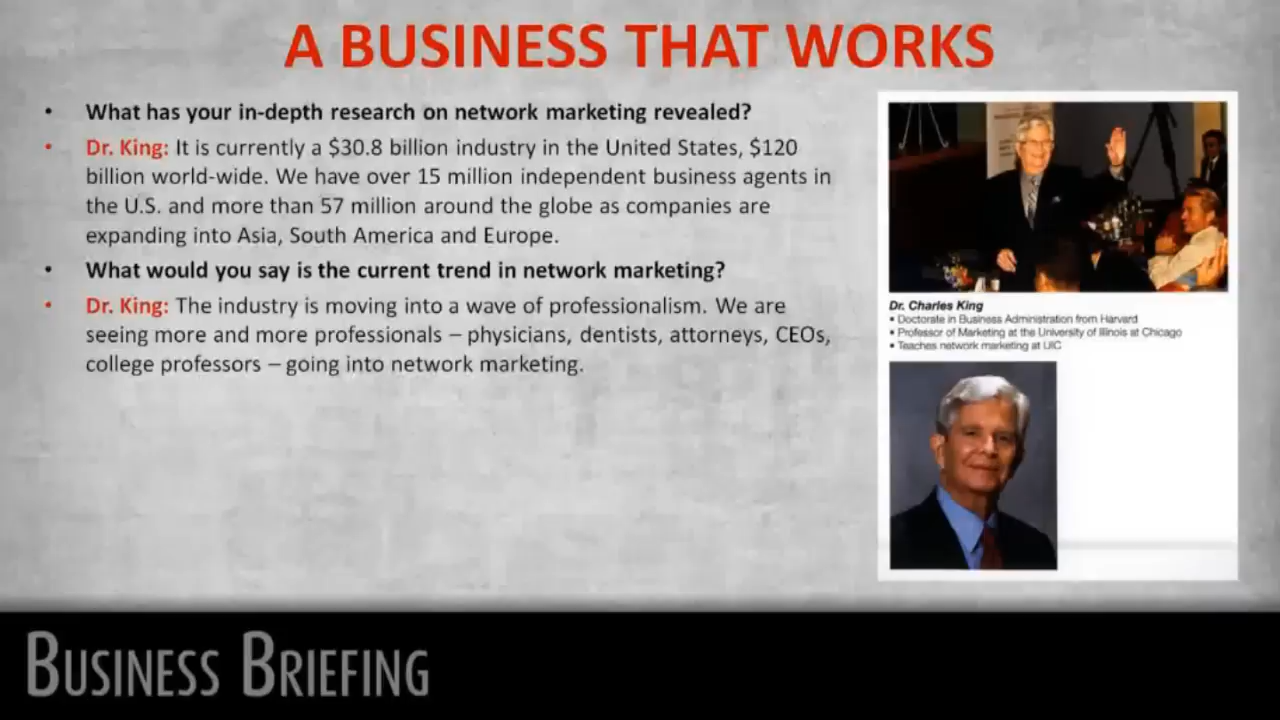 A BUSINESS THAT WORKS
• What has your in-depth research on network marketing revealed?
• Dr. King: It is currently a $30.8 billion industry in the United States, $120
billion world-wide. We have over 15 million independent business agents in
the U.S. and more than 57 million around the globe as companies are
expanding into Asia, South America and Europe.
• What would you say is the current trend in network marketing?
• Dr. King: The industry is moving into a wave of professionalism. We are
seeing more and more professionals – physicians, dentists, attorneys, CEOs,
college professors – going into network marketing.
Dr. Charles King
• Doctorate in Business Administration from Harvard
• Professor of Marketing at the University of Illinois at Chicago
• Teaches network marketing at UIC
BUSINESS BRIEFING